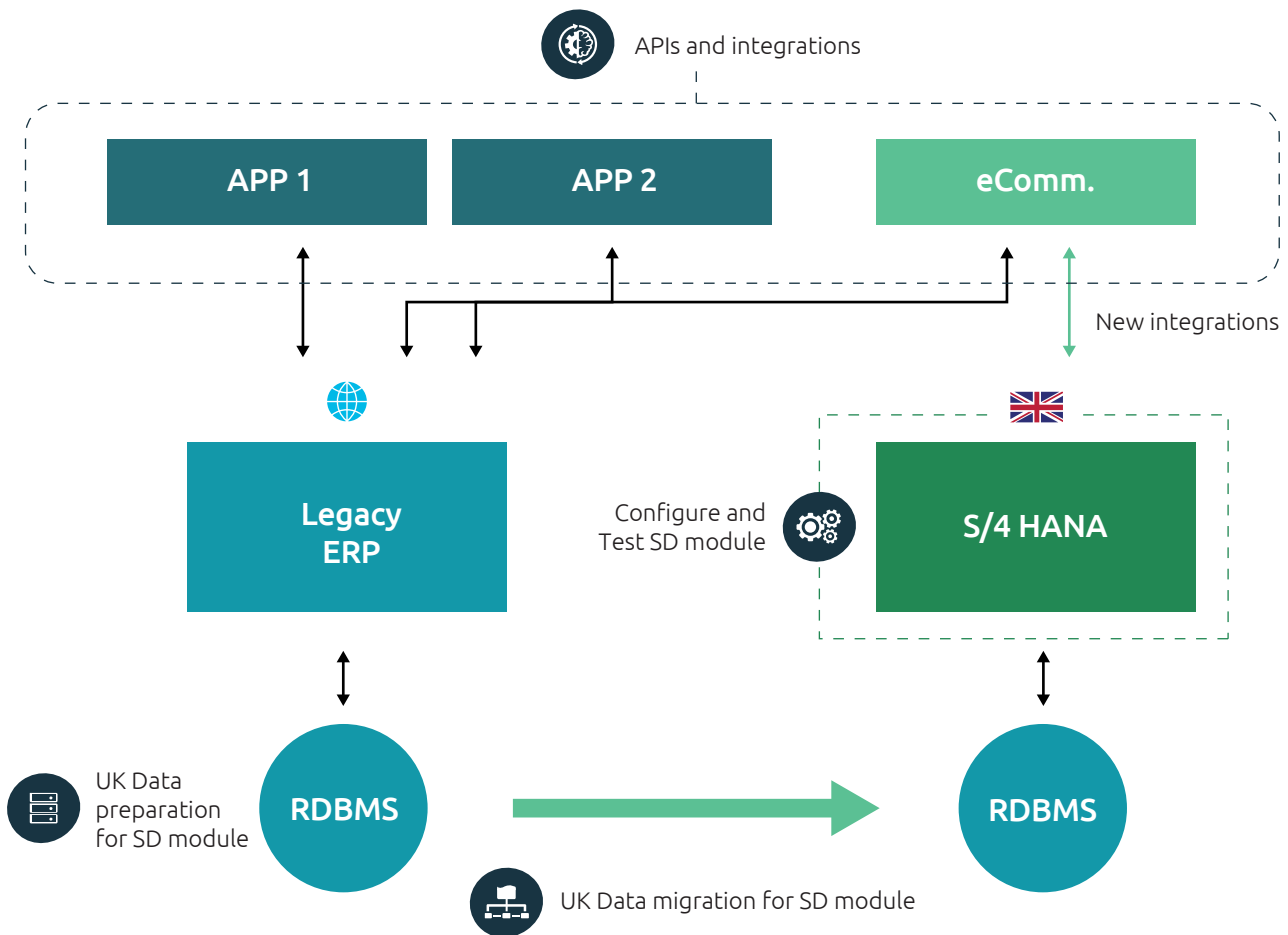 APIs and integrations
APP 1
APP 2
eComm.
New integrations
Legacy
ERP
Configure and
Test SD module
S/4 HANA
UK Data
preparation
for SD module
RDBMS
RDBMS
UK Data migration for SD module